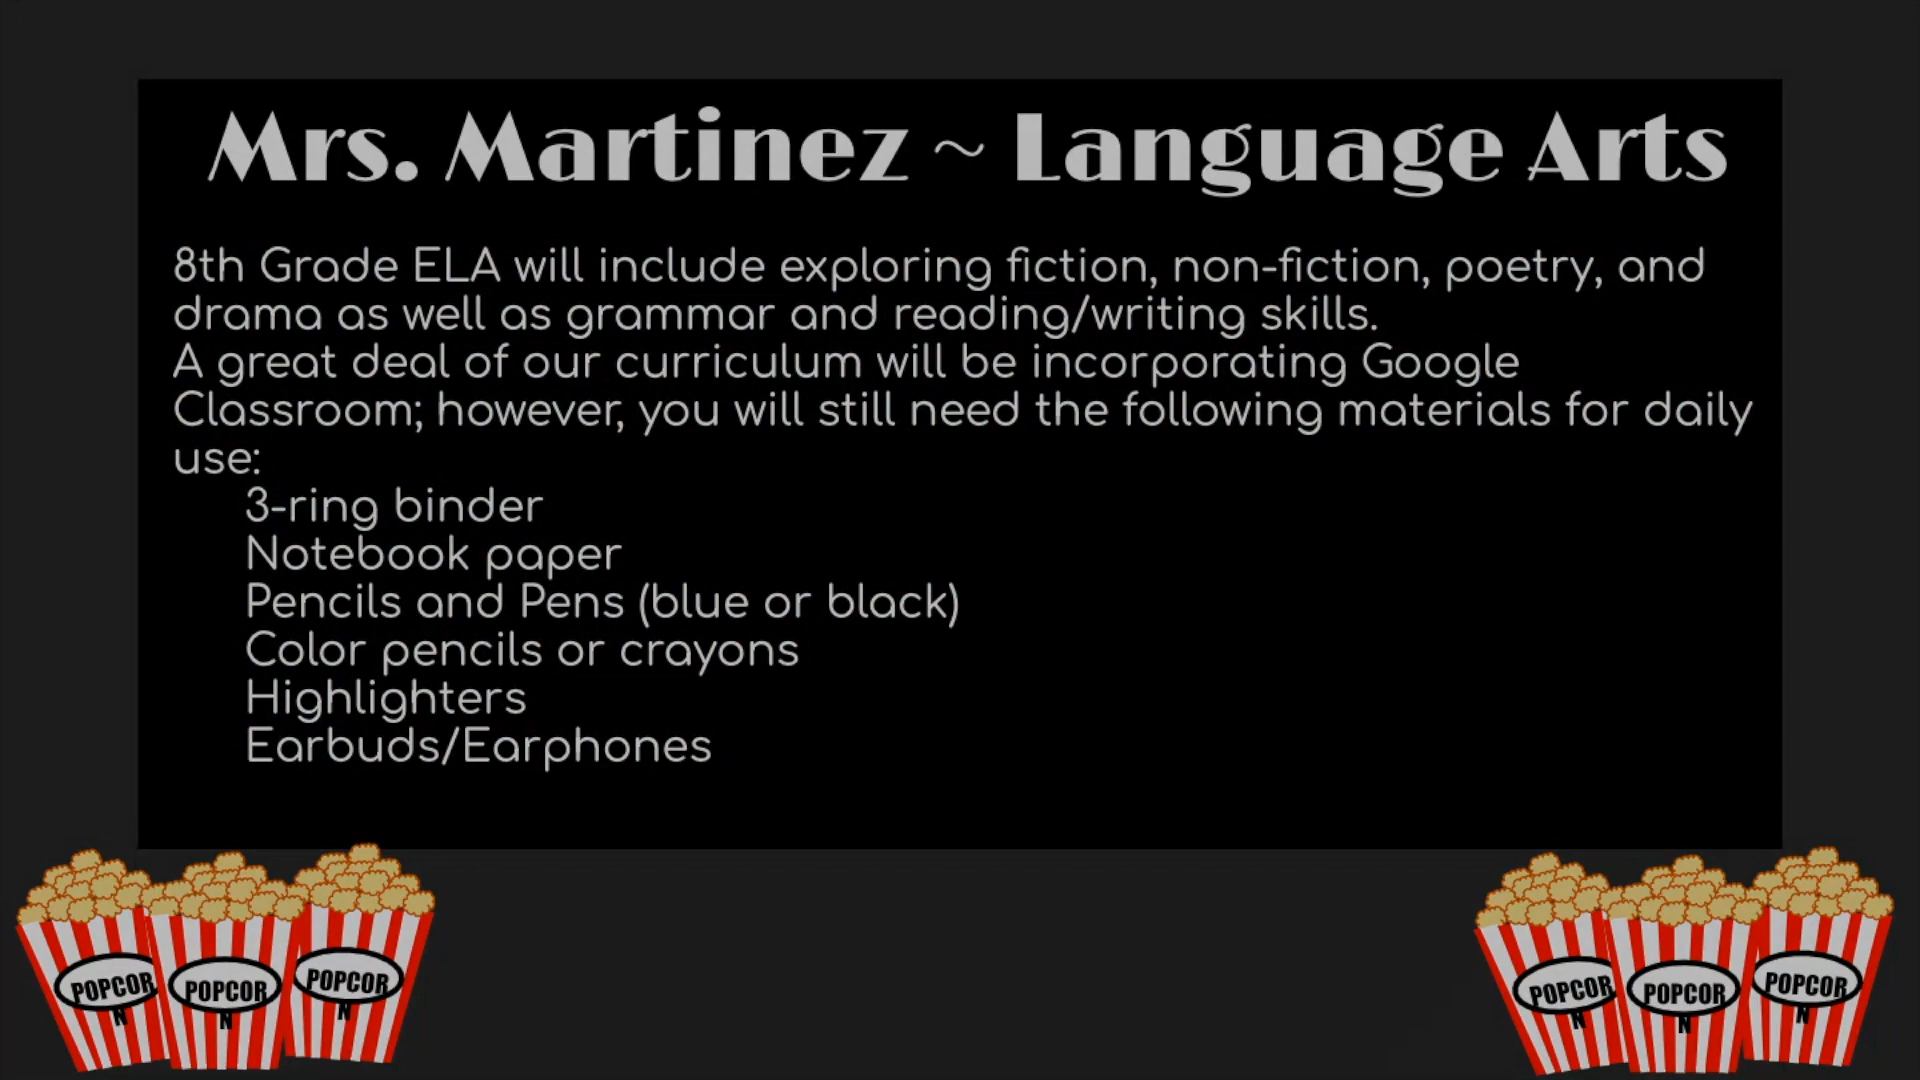 Mrs. Martinez ~ Language Arts
8th Grade ELA will include exploring fiction, non-fiction, poetry, and
drama as well as grammar and reading/writing skills.
A great deal of our curriculum will be incorporating Google
Classroom; however, you will still need the following materials for daily
use:
3-ring binder
Notebook paper
Pencils and Pens (blue or black)
Color pencils or crayons
Highlighters
Earbuds/Earphones
POPCOR
N
POPCOR
N
POPCOR
N
POPCOR
N
POPCOR
N
POPCOR
N